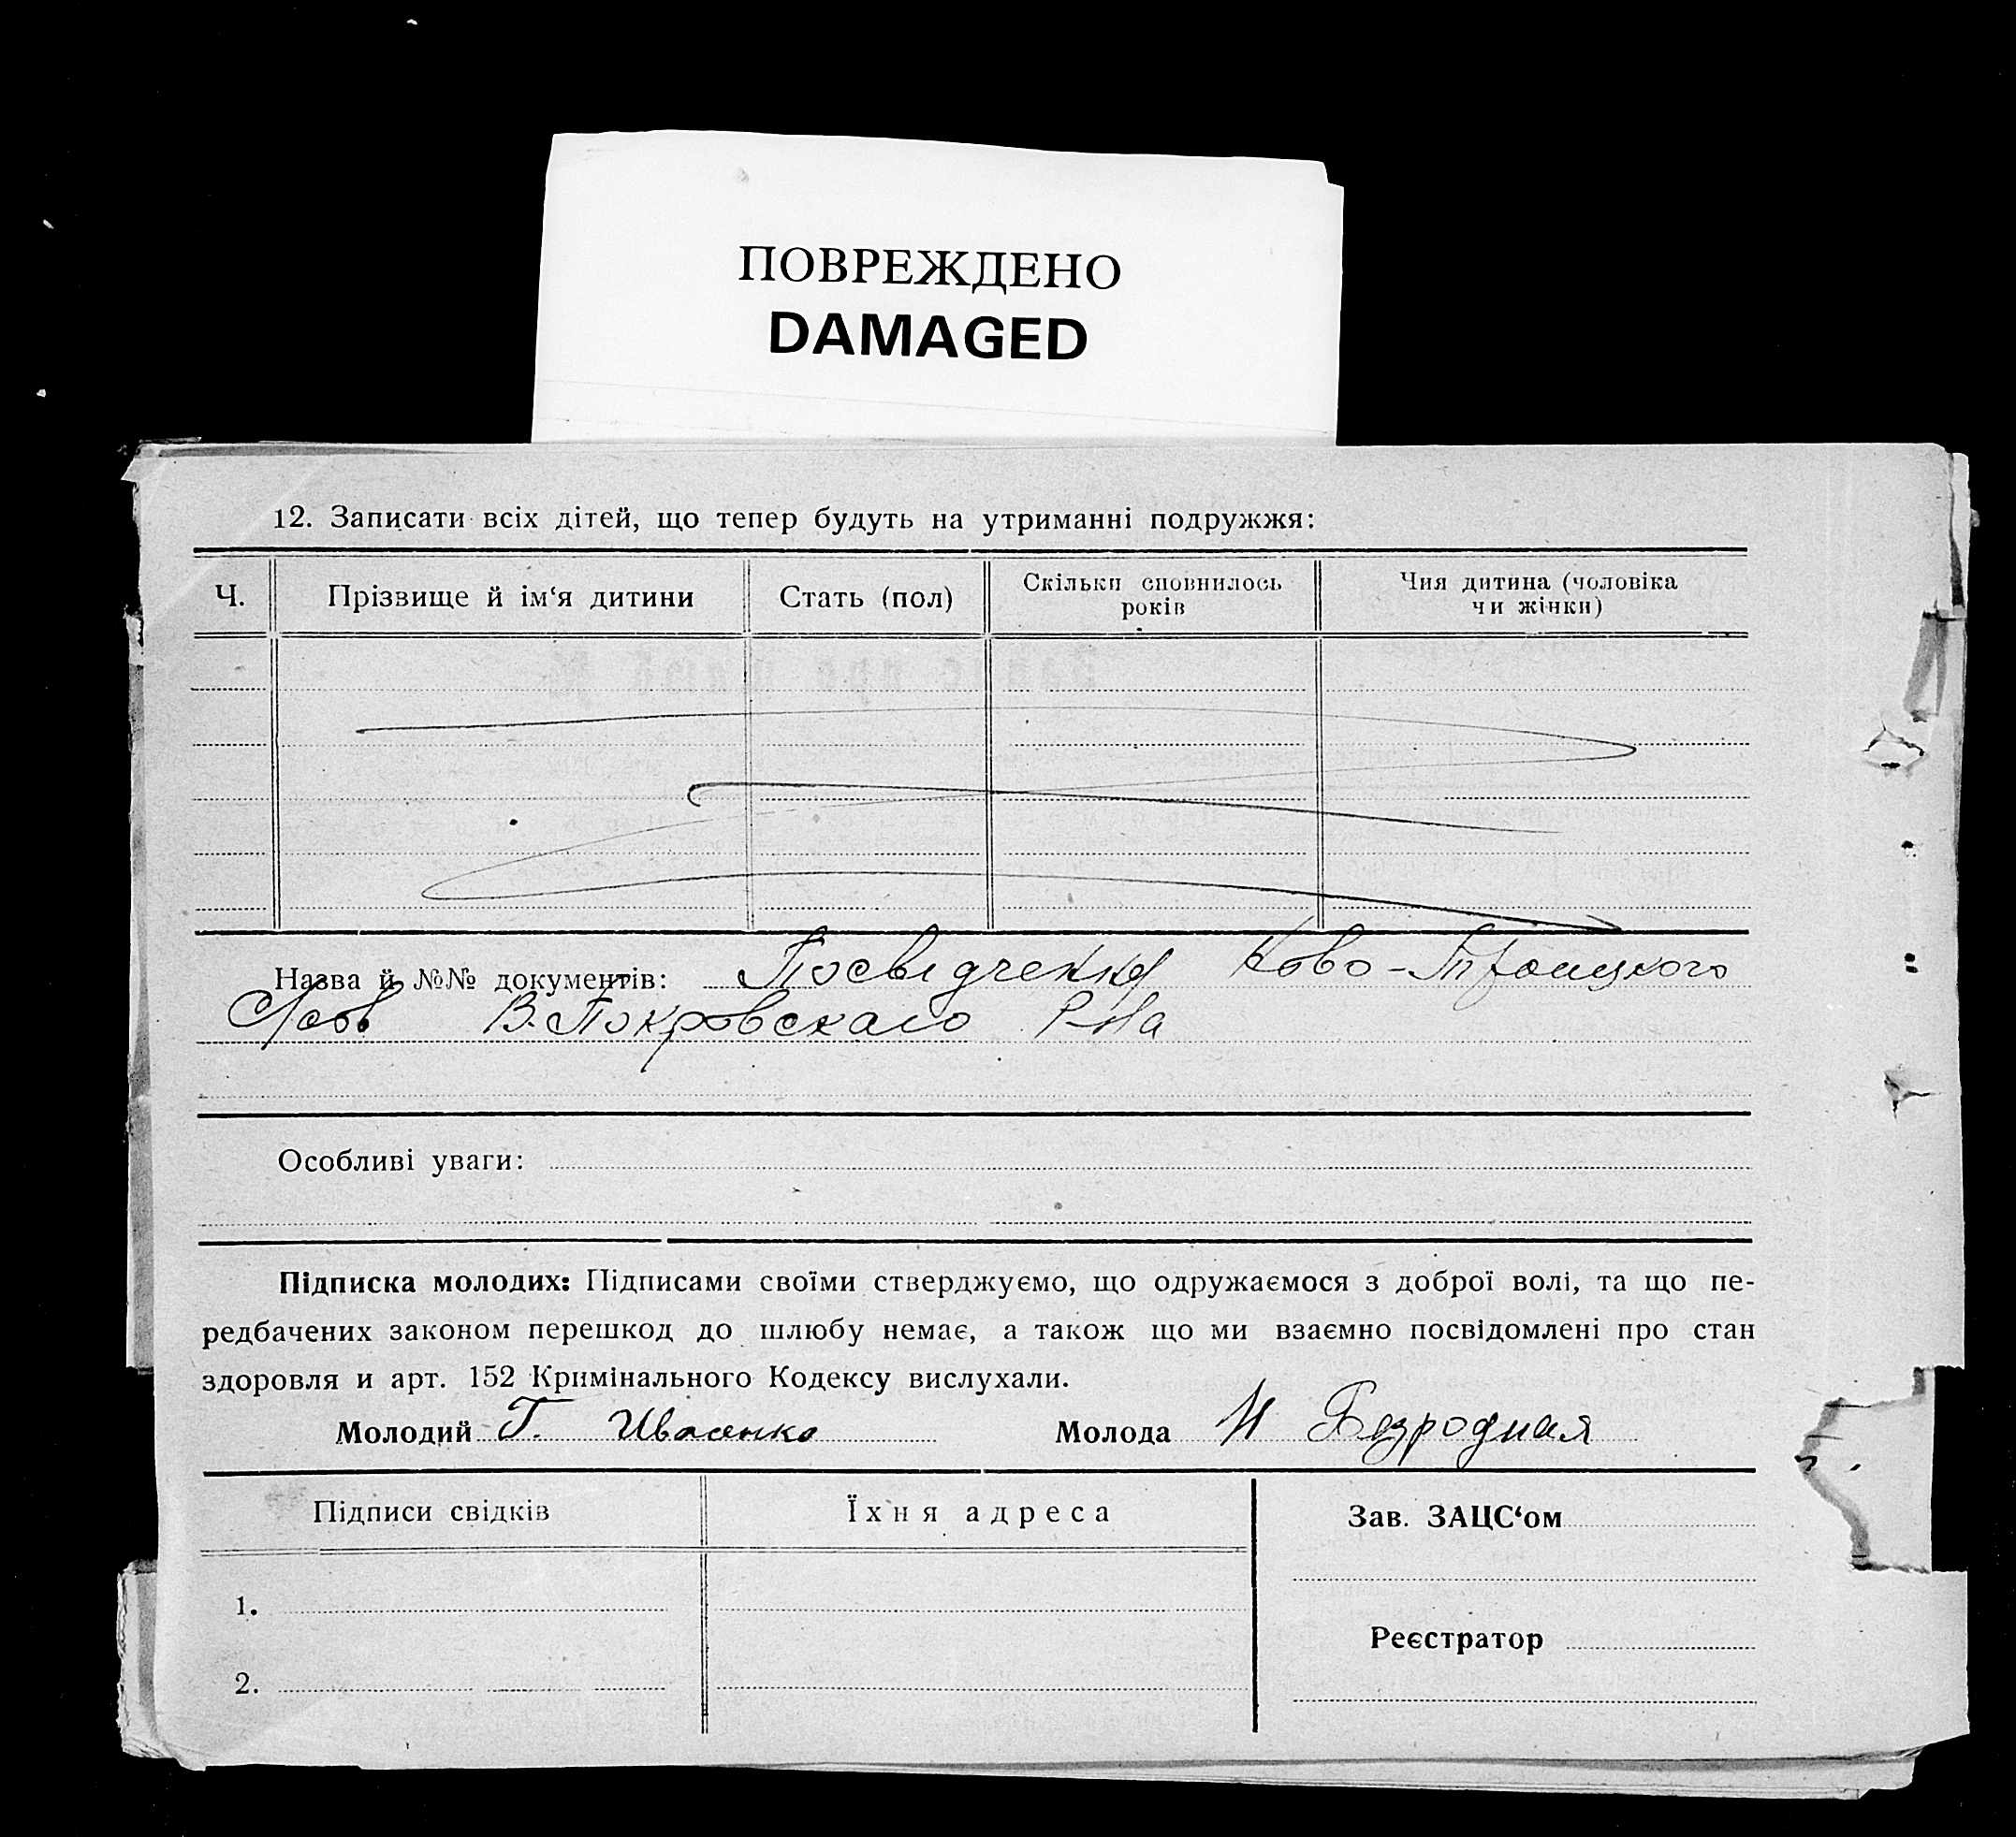 ПОВРЕЖДЕНО
DAMAGED
12. Записати всіх дітей, що тепер будуть на утриманні подружжя:
Ч. Прізвище й ім‘я дитини Стать (пол) Скільки сповнилось років Чия дитина (чоловіка чи жінки)
Назва й №№ документів: Посвідчення Ново-Троицкого
В. Покровскаго р-на
Особливі уваги:
Підписка молодих: Підписами своїми стверджуємо, що одружаємося з доброї волі, та що пе-
редбачених законом перешкод до шлюбу немає, а також що ми взаємно посвідомлені про стан
здоровля и арт. 152 Кримінального Кодексу вислухали.
Молодий Г. Ивасенко Молода И Безродная
Підписи свідків Їхня адреса Зав. ЗАЦС‘ом
1.
Реєстратор
2.